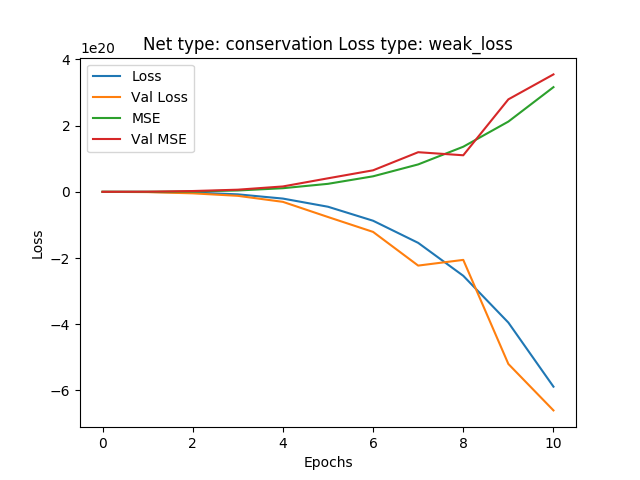 Net type: conservation Loss type: weak_loss
1e20
4
2
0
−2
−4
−6
Loss
Loss
Val Loss
MSE
Val MSE
0 2 4 6 8 10
Epochs